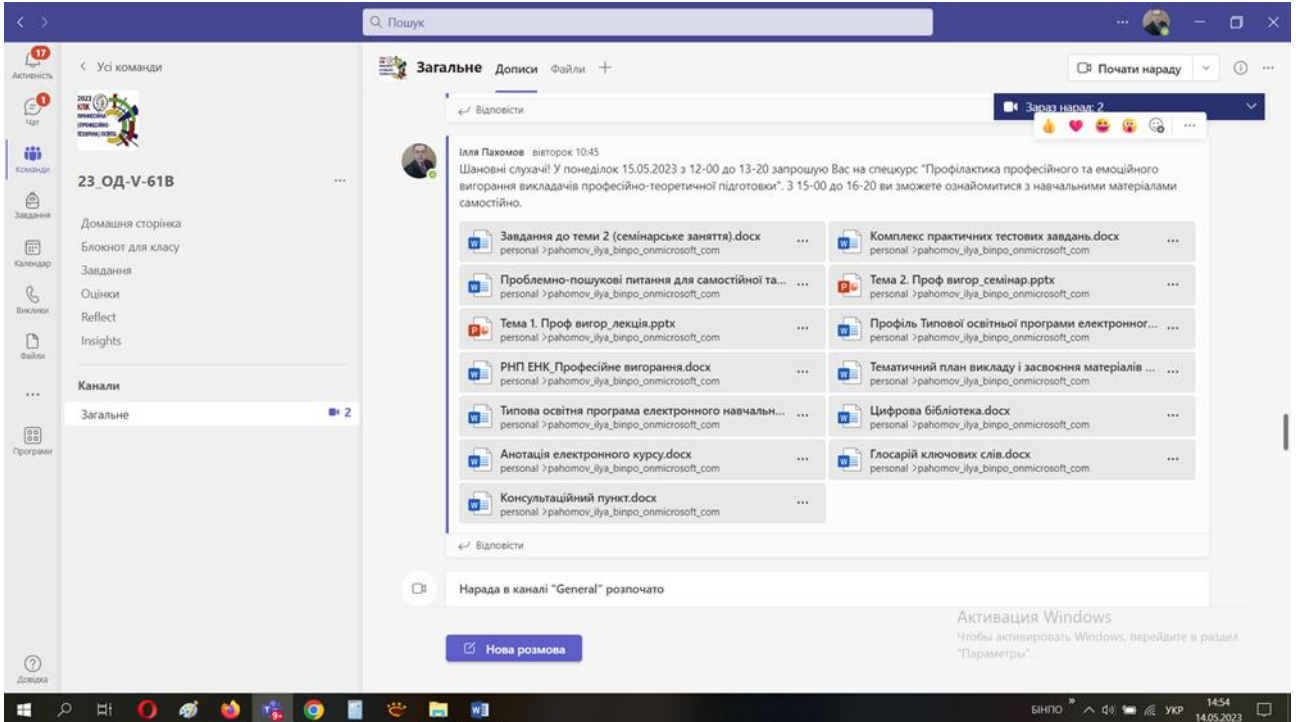 Пошук
17
Активність
1
Чат
Команди
Завдання
Календар
Виклики
Файли
Програми
Довідка
Усі команди
2023
23_ОД-V-61В
Домашня сторінка
Блокнот для класу
Завдання
Оцінки
Reflect
Insights
Канали
Загальне 2
Загальне Дописи Файли
Почати нараду
Відповісти
Зараз нарад: 2
Ілля Пахомов вівторок 10:45
Шановні слухачі! У понеділок 15.05.2023 з 12-00 до 13-20 запрошую Вас на спецкурс "Профілактика професійного та емоційного
вигорання викладачів професійно-теоретичної підготовки". З 15-00 до 16-20 ви зможете ознайомитися з навчальними матеріалами
самостійно.
Завдання до теми 2 (семінарське заняття).docx
personal >pahomov_ilya_binpo_onmicrosoft_com
Комплекс практичних тестових завдань.docx
personal >pahomov_ilya_binpo_onmicrosoft_com
Проблемно-пошукові питання для самостійної та...
personal >pahomov_ilya_binpo_onmicrosoft_com
Тема 2. Проф вигор_семінар.pptx
personal >pahomov_ilya_binpo_onmicrosoft_com
Тема 1. Проф вигор_лекція.pptx
personal >pahomov_ilya_binpo_onmicrosoft_com
Профіль Типової освітньої програми електронног...
personal >pahomov_ilya_binpo_onmicrosoft_com
РНП ЕНК_Професійне вигорання.docx
personal >pahomov_ilya_binpo_onmicrosoft_com
Тематичний план викладу і засвоєння матеріалів ...
personal >pahomov_ilya_binpo_onmicrosoft_com
Типова освітня програма електронного навчальн...
personal >pahomov_ilya_binpo_onmicrosoft_com
Цифрова бібліотека.docx
personal >pahomov_ilya_binpo_onmicrosoft_com
Анотація електронного курсу.docx
personal >pahomov_ilya_binpo_onmicrosoft_com
Глосарій ключових слів.docx
personal >pahomov_ilya_binpo_onmicrosoft_com
Консультаційний пункт.docx
personal >pahomov_ilya_binpo_onmicrosoft_com
Відповісти
Нарада в каналі "General" розпочато
Нова розмова
Активация Windows
Чтобы активировать Windows, перейдите в раздел
"Параметры".
БІНПО
УКР
14:54
14.05.2023